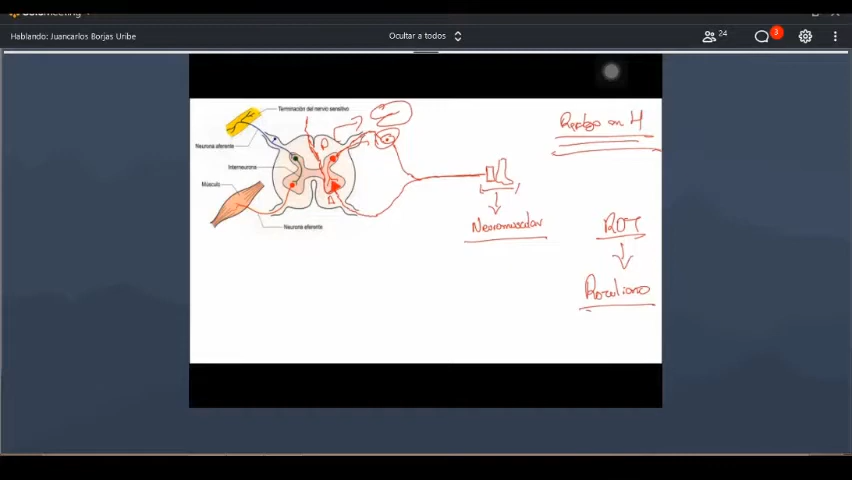 GoToMeeting
Hablando: Juancarlos Borjas Uribe
Ocultar a todos
24
3
Terminación del nervio sensitivo
Neurona aferente
Interneurona
Músculo
Neurona eferente
en H
Neuromuscular
ROT